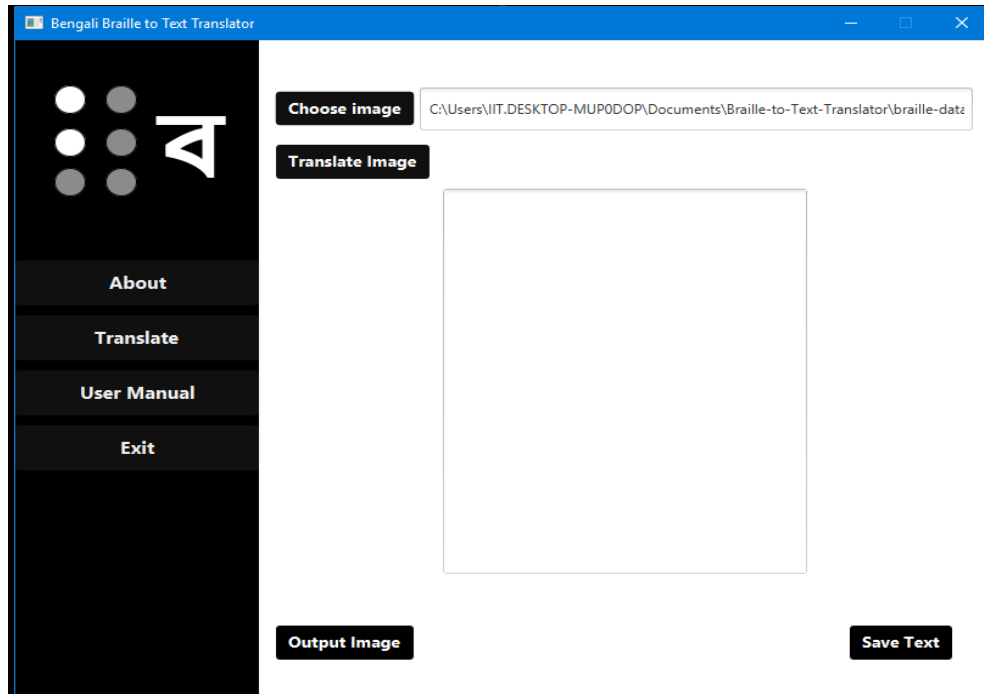 Bengali Braille to Text Translator
ব
Choose image
C:\Users\IIT.DESKTOP-MUP0DOP\Documents\Braille-to-Text-Translator\braille-data
Translate Image
About
Translate
User Manual
Exit
Output Image
Save Text